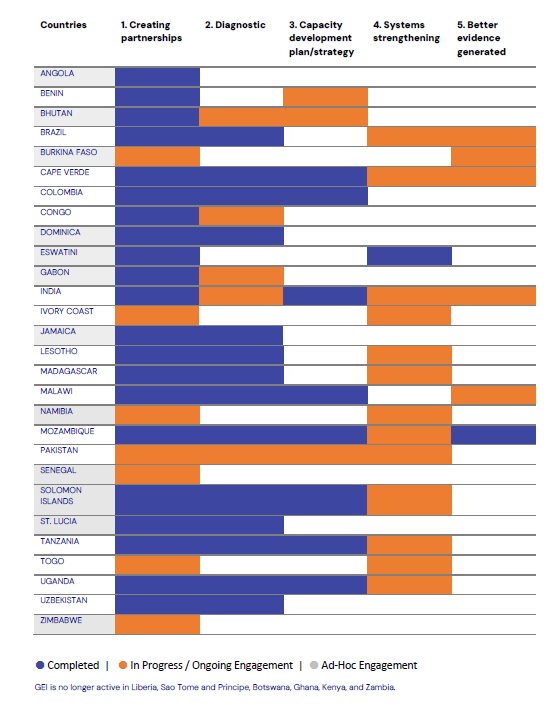 Countries
1. Creating partnerships
2. Diagnostic
3. Capacity development plan/strategy
4. Systems strengthening
5. Better evidence generated
ANGOLA
BENIN
BHUTAN
BRAZIL
BURKINA FASO
CAPE VERDE
COLOMBIA
CONGO
DOMINICA
ESWATINI
GABON
INDIA
IVORY COAST
JAMAICA
LESOTHO
MADAGASCAR
MALAWI
NAMIBIA
MOZAMBIQUE
PAKISTAN
SENEGAL
SOLOMON
ISLANDS
ST. LUCIA
TANZANIA
TOGO
UGANDA
UZBEKISTAN
ZIMBABWE
Completed | In Progress / Ongoing Engagement | Ad-Hoc Engagement
GEI is no longer active in Liberia, Sao Tome and Principe, Botswana, Ghana, Kenya, and Zambia.